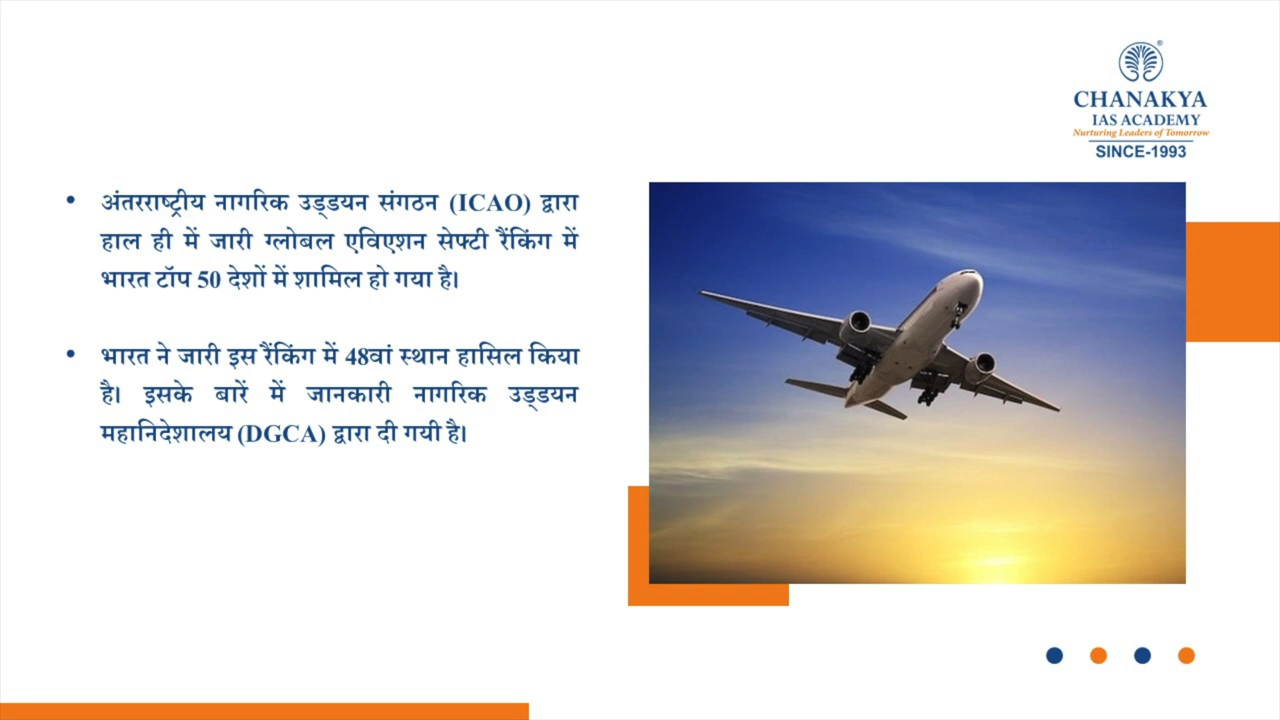 CHANAKYA
IAS ACADEMY
Nurturing Leaders of Tomorrow
SINCE-1993
• अंतरराष्ट्रीय नागरिक उड्डयन संगठन (ICAO) द्वारा
हाल ही में जारी ग्लोबल एविएशन सेफ्टी रैंकिंग में
भारत टॉप 50 देशों में शामिल हो गया है।
• भारत ने जारी इस रैंकिंग में 48वां स्थान हासिल किया
है। इसके बारें में जानकारी नागरिक उड्डयन
महानिदेशालय (DGCA) द्वारा दी गयी है।